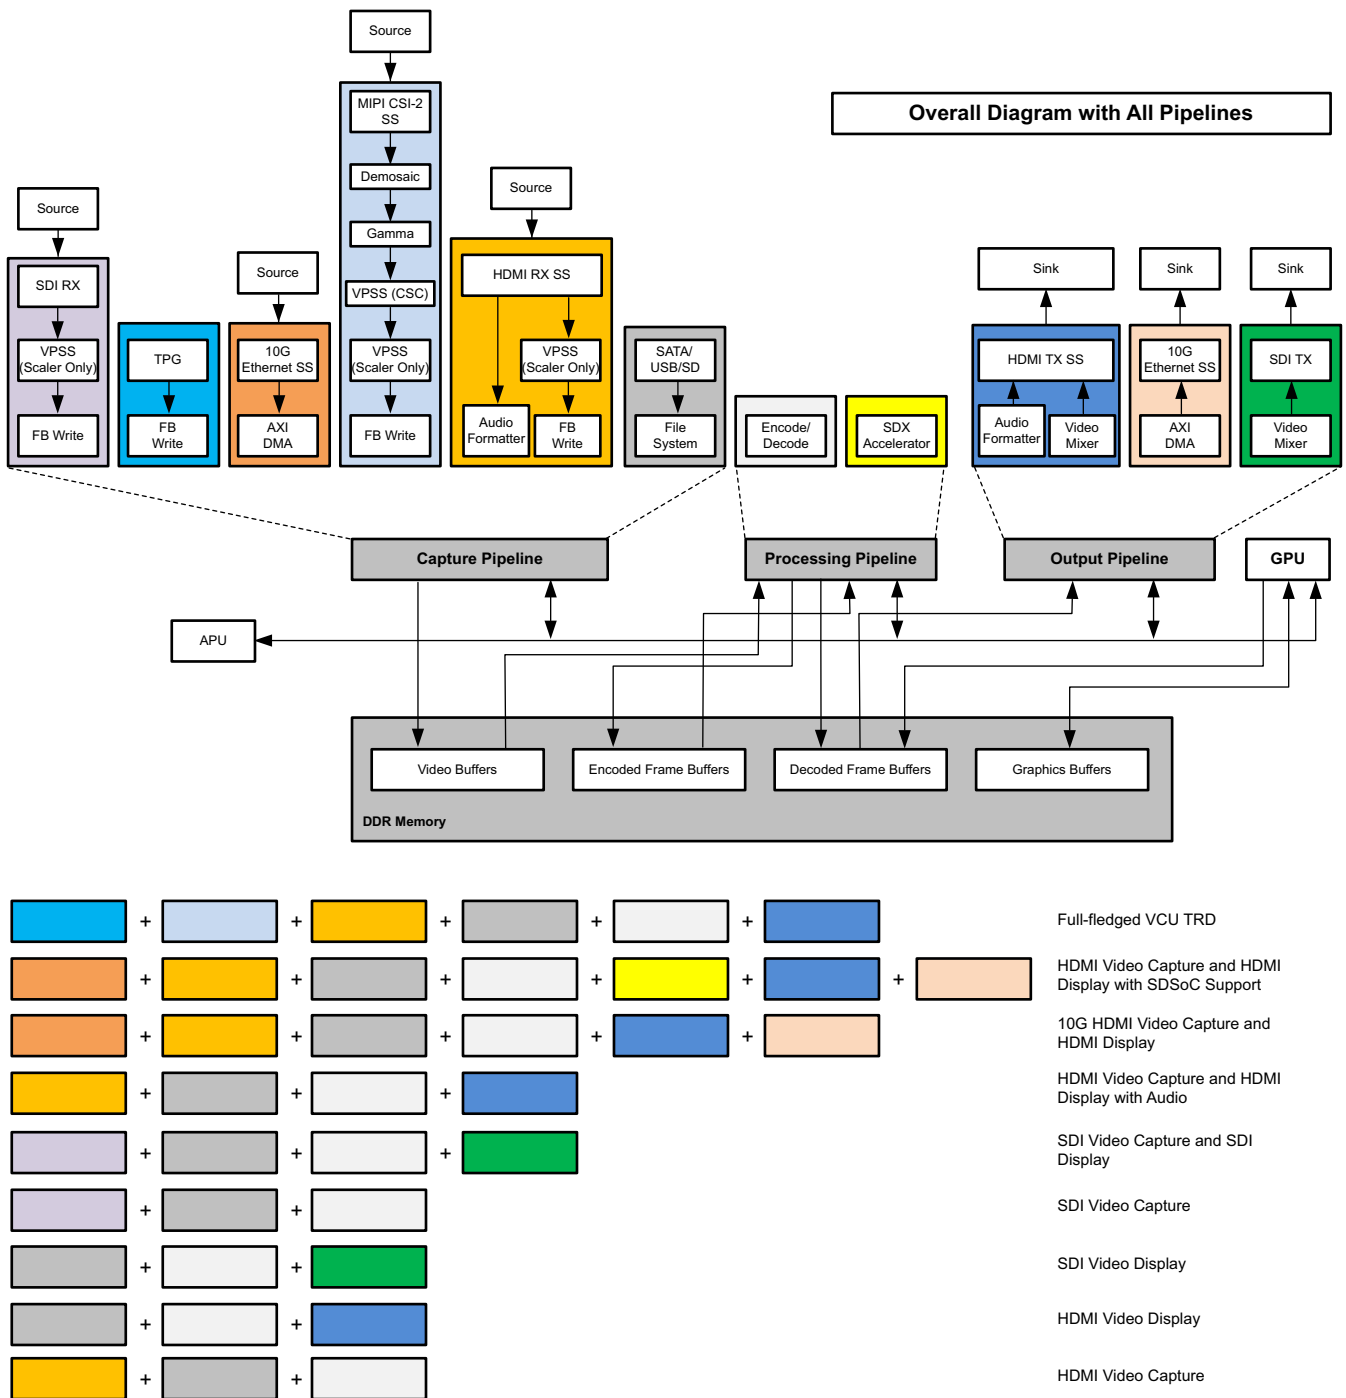 Source
MIPI CSI-2
SS
Demosaic
Gamma
VPSS (CSC)
VPSS
(Scaler Only)
FB Write
Overall Diagram with All Pipelines
Source
SDI RX
VPSS
(Scaler Only)
FB Write
TPG
FB
Write
Source
10G
Ethernet SS
AXI
DMA
Source
HDMI RX SS
VPSS
(Scaler Only)
Audio
Formatter
FB
Write
SATA/
USB/SD
File
System
Encode/
Decode
SDX
Accelerator
Sink
HDMI TX SS
Audio
Formatter
Video
Mixer
Sink
10G
Ethernet SS
AXI
DMA
Sink
SDI TX
Video
Mixer
Capture Pipeline
Processing Pipeline
Output Pipeline
GPU
APU
Video Buffers
Encoded Frame Buffers
Decoded Frame Buffers
Graphics Buffers
DDR Memory
+ + + + + Full-fledged VCU TRD
+ + + + + + HDMI Video Capture and HDMI
Display with SDSoC Support
+ + + + + 10G HDMI Video Capture and
HDMI Display
+ + + HDMI Video Capture and HDMI
Display with Audio
+ + + SDI Video Capture and SDI
Display
+ + SDI Video Capture
+ + SDI Video Display
+ + HDMI Video Display
+ + HDMI Video Capture